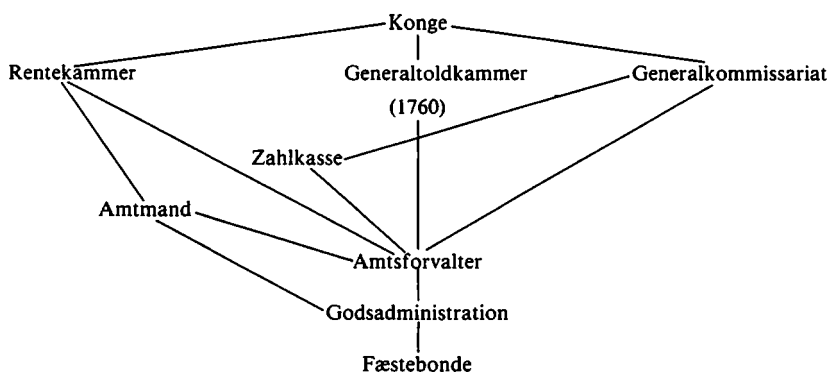 Konge
Rentekammer Generaltoldkammer Generalkommissariat
(1760)
Zahlkasse
Amtmand
Amtsforvalter
Godsadministration
Fæstebonde